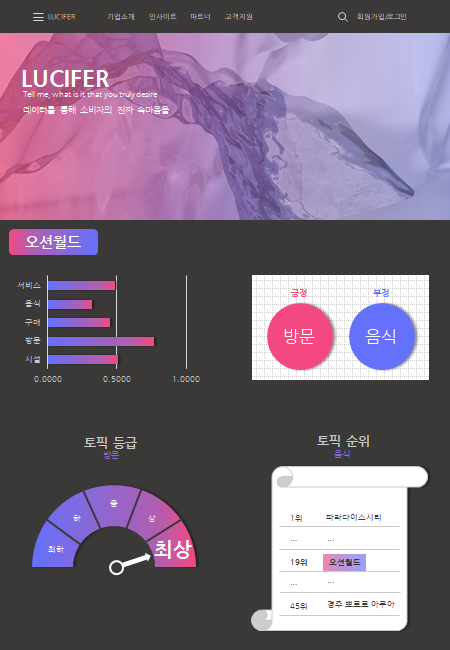 LUCIFER 기업소개 인사이트 파트너 고객지원 회원가입/로그인
LUCIFER
Tell me, what is it that you truly desire
데이터를 통해 소비자의 진짜 속마음을
오션월드
서비스
음식
구매
방문
시설
0.0000 0.5000 1.0000
긍정 부정
방문 음식
토픽 등급
방문
최하
하
중
상
최상
토픽 순위
음식
1위 파라다이스시티
... ...
19위 오션월드
... ...
45위 경주 뽀로로 아쿠아